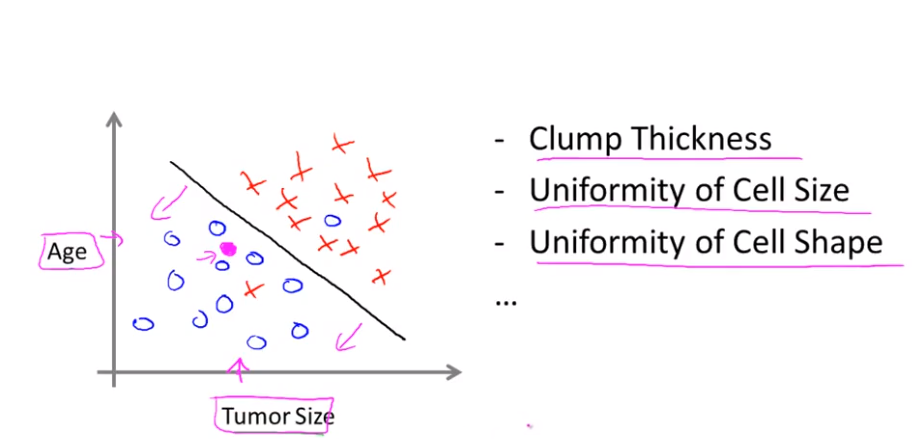 - Clump Thickness
- Uniformity of Cell Size
- Uniformity of Cell Shape
...
Age
Tumor Size